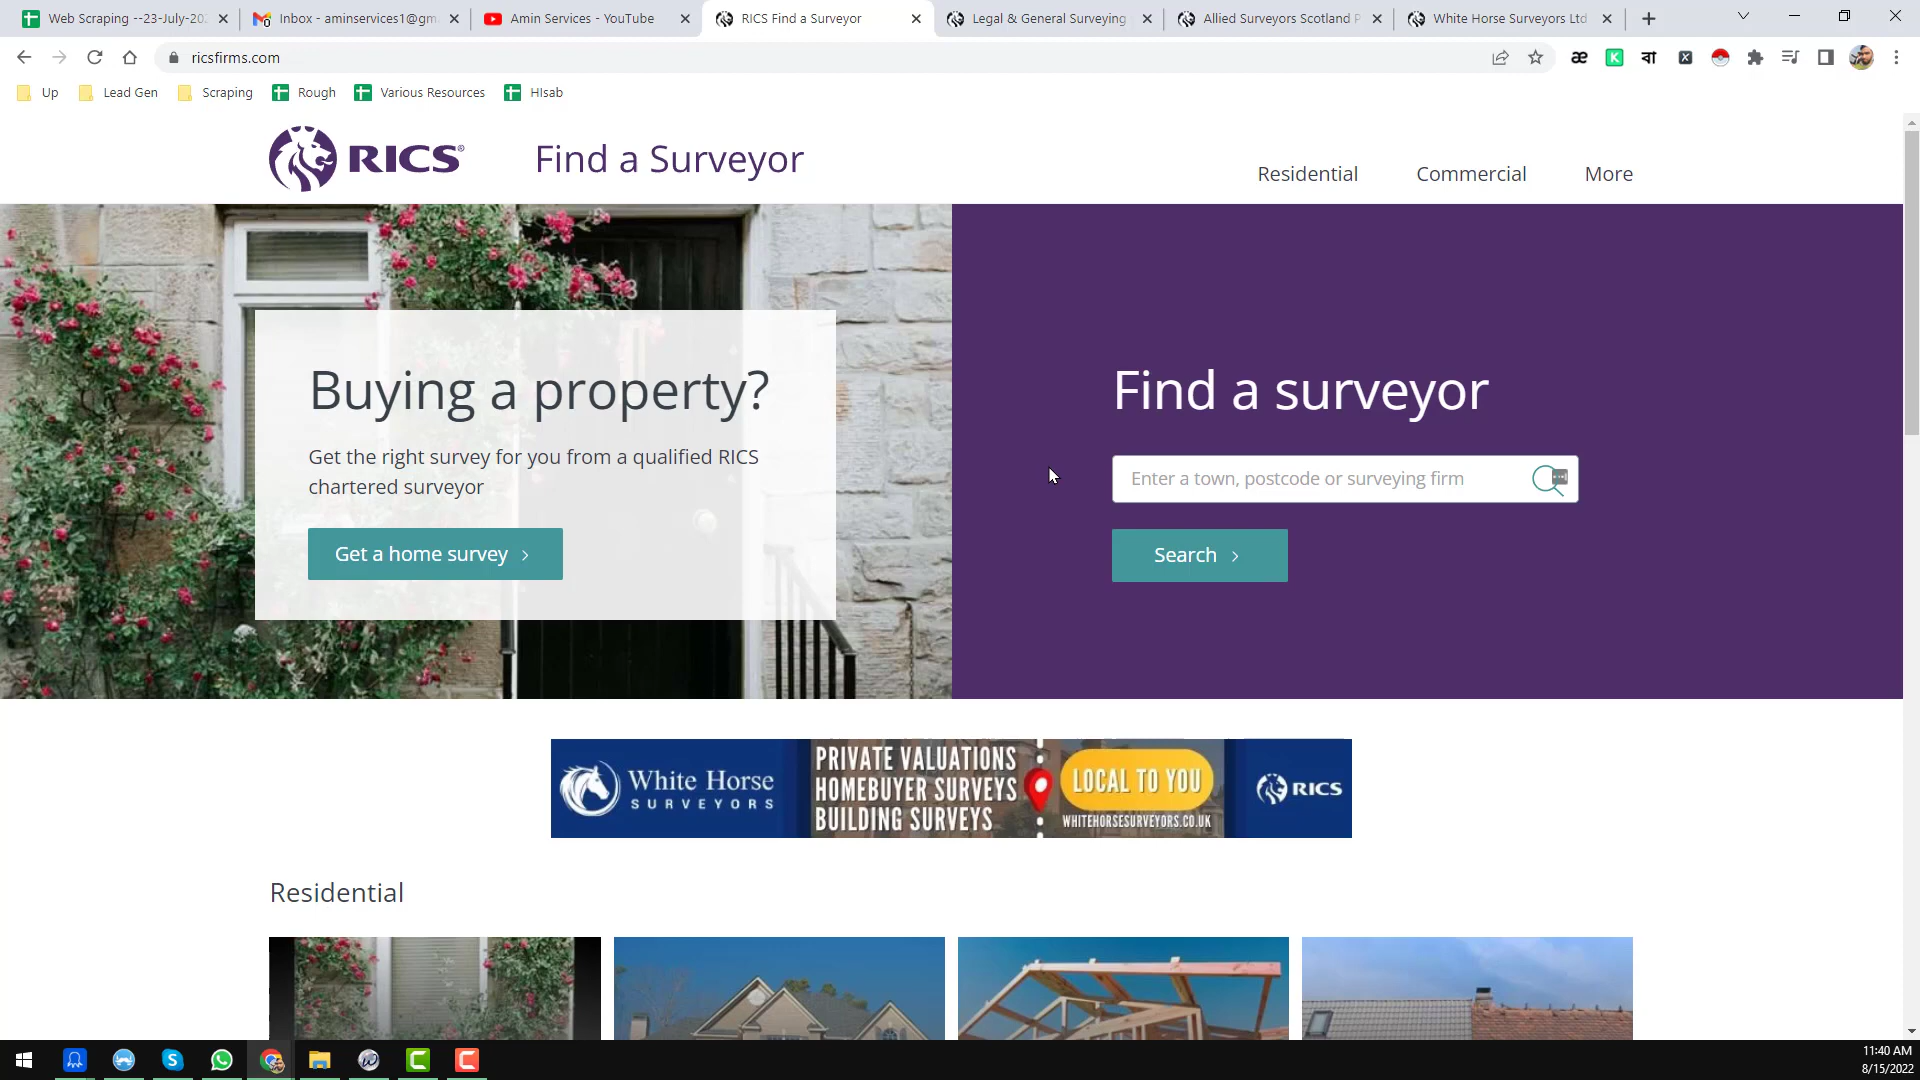 Web Scraping --23-July-20
Inbox - aminservices1@gm
Amin Services - YouTube
RICS Find a Surveyor
Legal & General Surveying
Allied Surveyors Scotland P
White Horse Surveyors Ltd
ricsfirms.com
Up
Lead Gen
Scraping
Rough
Various Resources
HIsab
RICS®
Find a Surveyor
Residential
Commercial
More
Buying a property?
Get the right survey for you from a qualified RICS
chartered surveyor
Get a home survey
Find a surveyor
Enter a town, postcode or surveying firm
Search
White Horse
SURVEYORS
PRIVATE VALUATIONS
HOMEBUYER SURVEYS
BUILDING SURVEYS
LOCAL TO YOU
WHITEHORSESURVEYORS.CO.UK
RICS
Residential
11:40 AM
8/15/2022